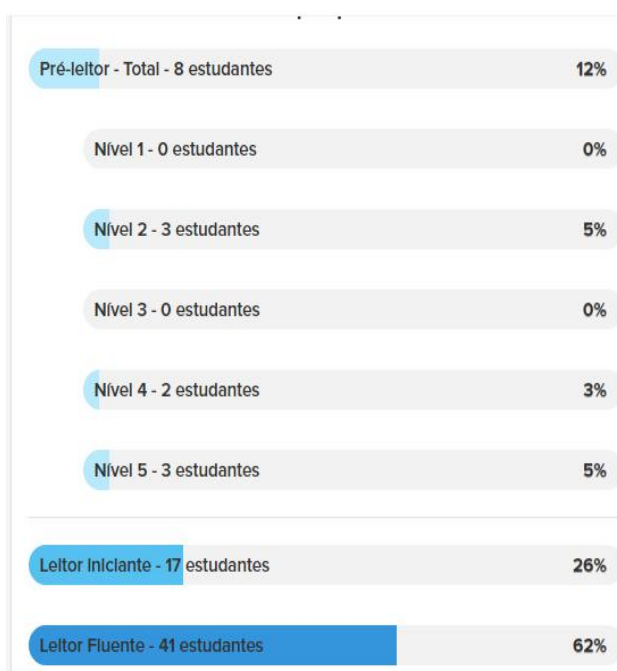 Pré-leitor - Total - 8 estudantes 12%
Nível 1 - 0 estudantes 0%
Nível 2 - 3 estudantes 5%
Nível 3 - 0 estudantes 0%
Nível 4 - 2 estudantes 3%
Nível 5 - 3 estudantes 5%
Leitor Iniciante - 17 estudantes 26%
Leitor Fluente - 41 estudantes 62%